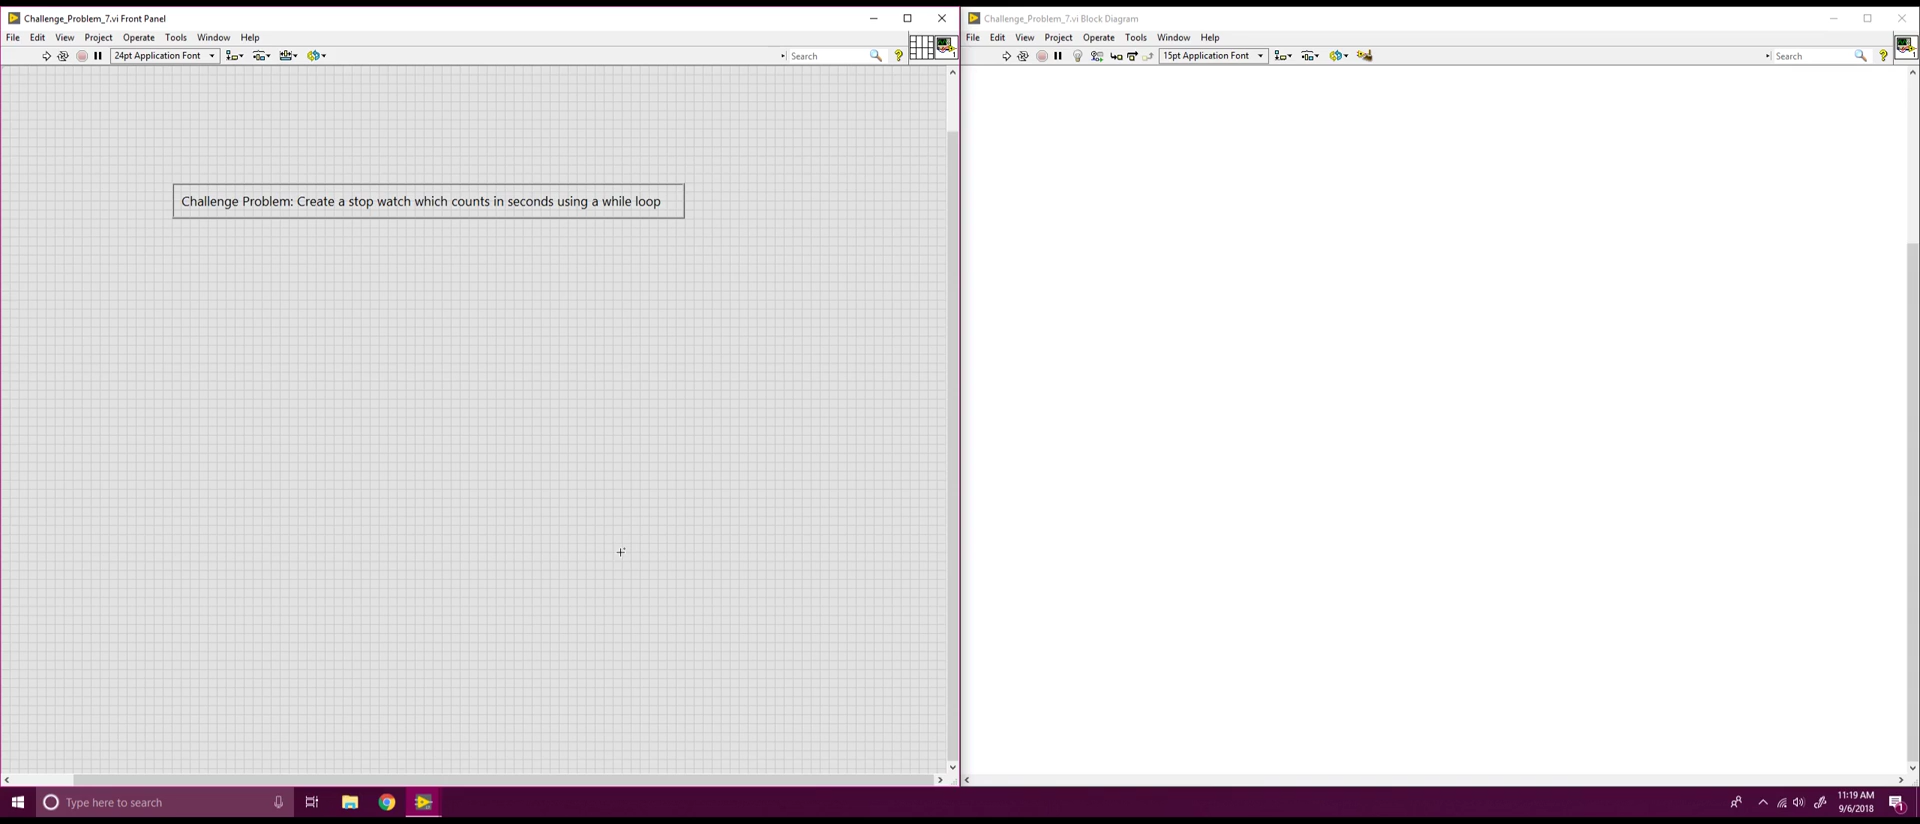 Challenge_Problem_7.vi Front Panel
File Edit View Project Operate Tools Window Help
24pt Application Font
Search
Challenge Problem: Create a stop watch which counts in seconds using a while loop
Challenge_Problem_7.vi Block Diagram
File Edit View Project Operate Tools Window Help
15pt Application Font
Search
Type here to search
11:19 AM
9/6/2018
1